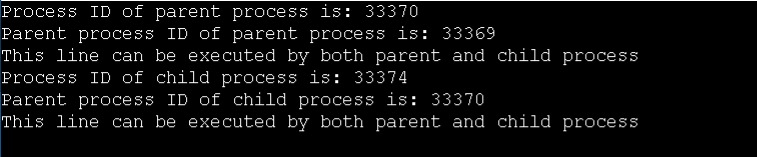 Process ID of parent process is: 33370
Parent process ID of parent process is: 33369
This line can be executed by both parent and child process
Process ID of child process is: 33374
Parent process ID of child process is: 33370
This line can be executed by both parent and child process